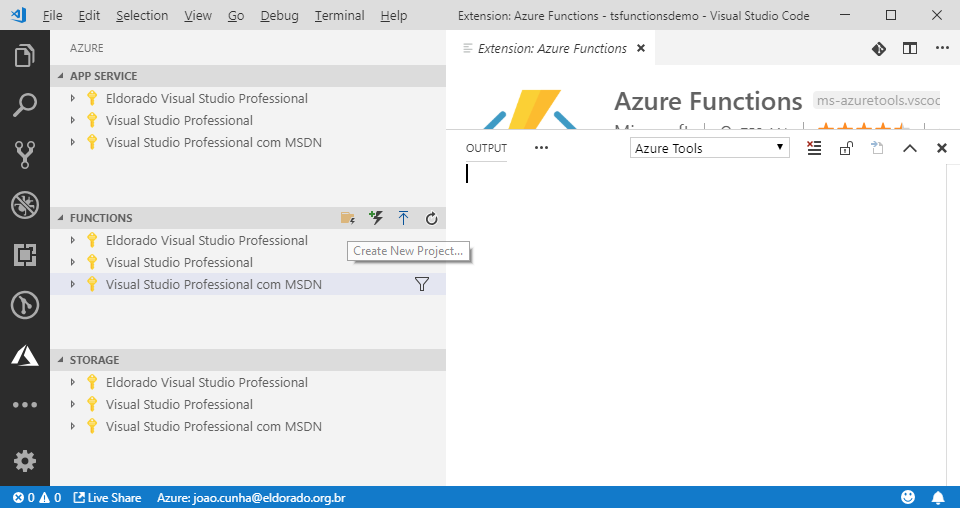 File Edit Selection View Go Debug Terminal Help Extension: Azure Functions - tsfunctionsdemo - Visual Studio Code
AZURE
APP SERVICE
Eldorado Visual Studio Professional
Visual Studio Professional
Visual Studio Professional com MSDN
FUNCTIONS
Create New Project...
Eldorado Visual Studio Professional
Visual Studio Professional
Visual Studio Professional com MSDN
STORAGE
Eldorado Visual Studio Professional
Visual Studio Professional
Visual Studio Professional com MSDN
Extension: Azure Functions
Azure Functions ms-azuretools.vscod
Microsoft
OUTPUT ••• Azure Tools
0 0 Live Share Azure: joao.cunha@eldorado.org.br